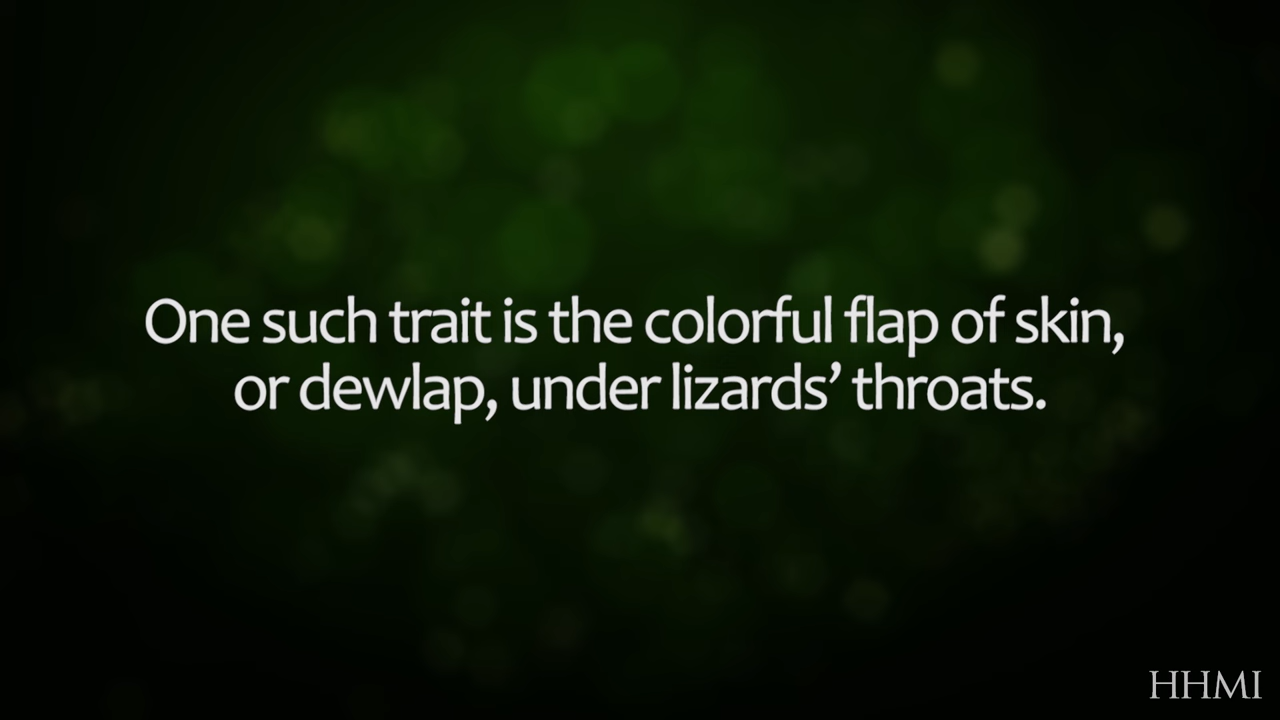 One such trait is the colorful flap of skin,
or dewlap, under lizards’ throats.
HHMI